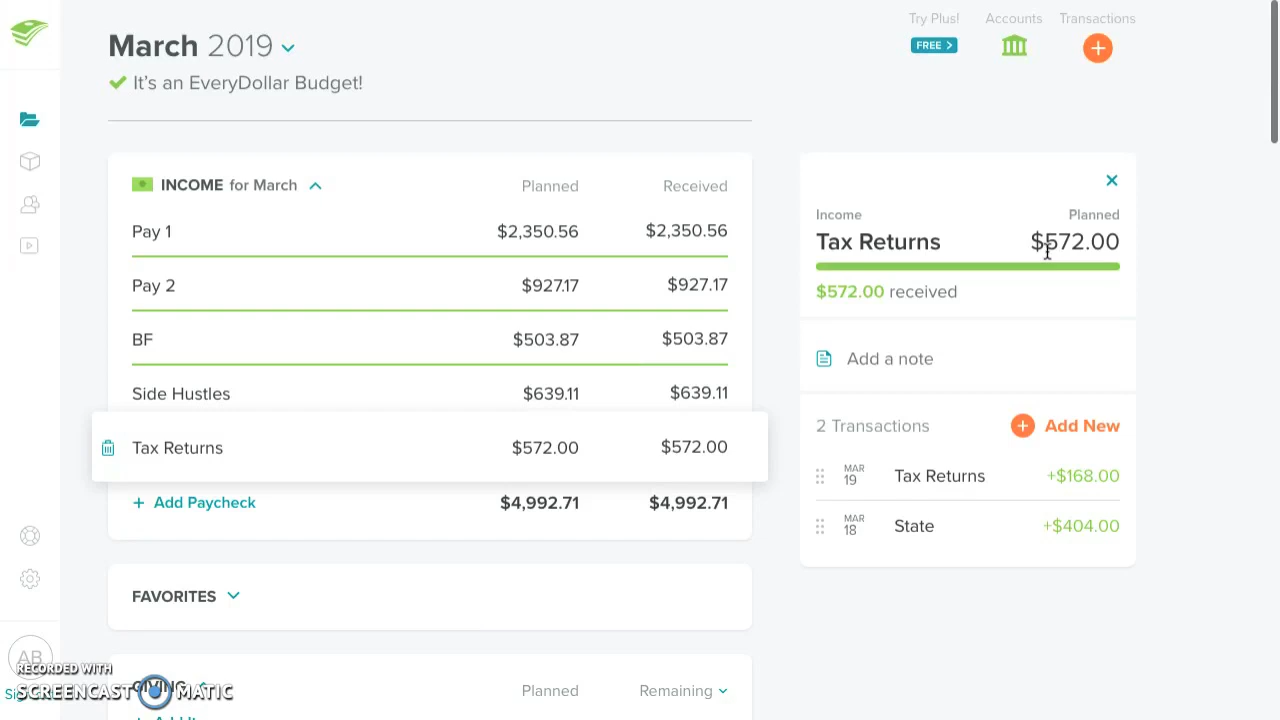 Try Plus! Accounts Transactions
March 2019
FREE >
It's an EveryDollar Budget!
INCOME for March Planned Received
Pay 1 $2,350.56 $2,350.56
Pay 2 $927.17 $927.17
BF $503.87 $503.87
Side Hustles $639.11 $639.11
Tax Returns $572.00 $572.00
+ Add Paycheck $4,992.71 $4,992.71
FAVORITES
GIVING Planned Remaining
Income Planned
Tax Returns $572.00
$572.00 received
Add a note
2 Transactions + Add New
MAR 19 Tax Returns +$168.00
MAR 18 State +$404.00
AB
RECORDED WITH
SCREENCAST MATIC